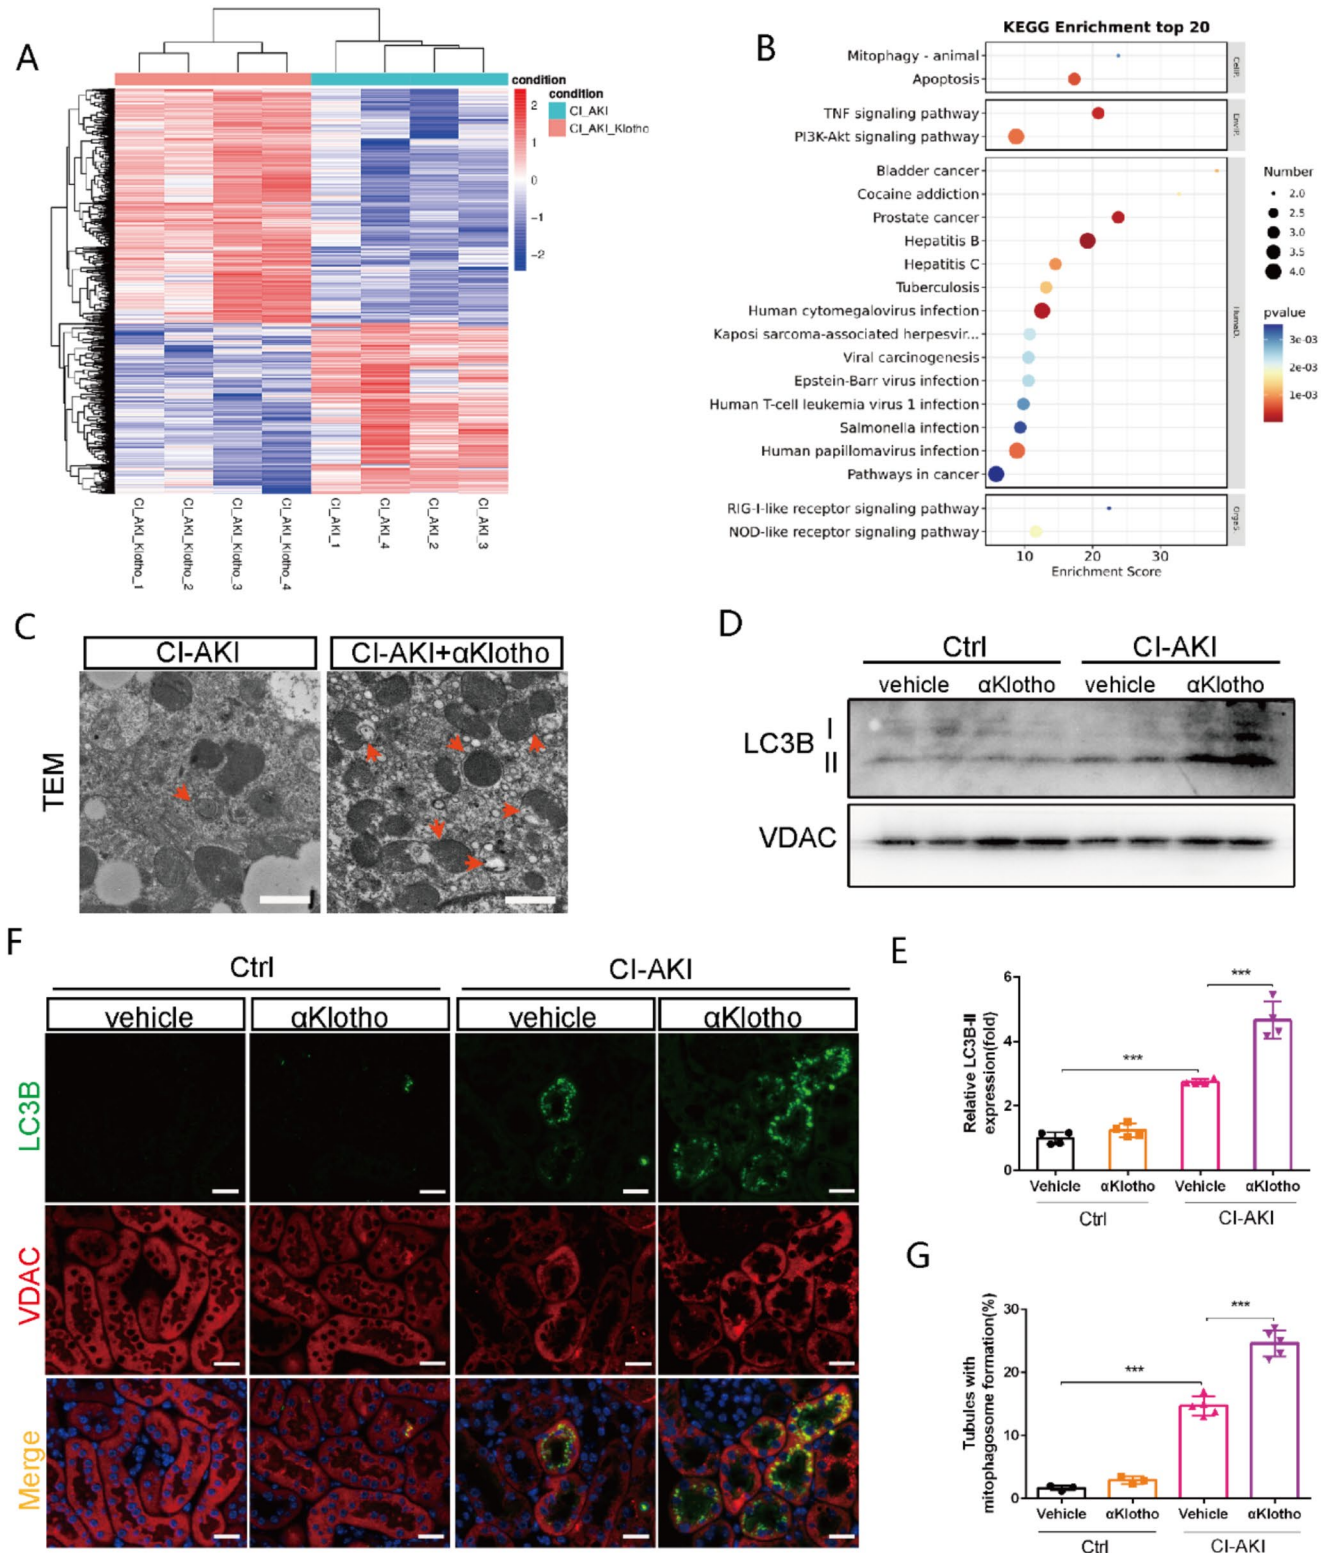 A
condition
condition
CI_AKI
CI_AKI_Klotho
2
1
0
−1
−2
CI_AKI_Klotho_1
CI_AKI_Klotho_2
CI_AKI_Klotho_3
CI_AKI_Klotho_4
CI_AKI_1
CI_AKI_4
CI_AKI_2
CI_AKI_3
B
KEGG Enrichment top 20
Mitophagy - animal
Apoptosis
CellP.
TNF signaling pathway
PI3K-Akt signaling pathway
EnvIP.
Bladder cancer
Cocaine addiction
Prostate cancer
Hepatitis B
Hepatitis C
Tuberculosis
Human cytomegalovirus infection
Kaposi sarcoma-associated herpesvir...
Viral carcinogenesis
Epstein-Barr virus infection
Human T-cell leukemia virus 1 infection
Salmonella infection
Human papillomavirus infection
Pathways in cancer
HumaD.
RIG-I-like receptor signaling pathway
NOD-like receptor signaling pathway
OrgaS.
10 20 30
Enrichment Score
Number
2.0
2.5
3.0
3.5
4.0
pvalue
3e-03
2e-03
1e-03
C
CI-AKI
CI-AKI+αKlotho
TEM
D
Ctrl CI-AKI
vehicle αKlotho vehicle αKlotho
LC3B I
II
VDAC
F
Ctrl CI-AKI
vehicle αKlotho vehicle αKlotho
LC3B
VDAC
Merge
E
Relative LC3B-II
expression(fold)
6
4
2
0
***
***
Vehicle αKlotho Vehicle αKlotho
Ctrl CI-AKI
G
Tubules with
mitophagosome formation(%)
30
20
10
0
***
***
Vehicle αKlotho Vehicle αKlotho
Ctrl CI-AKI